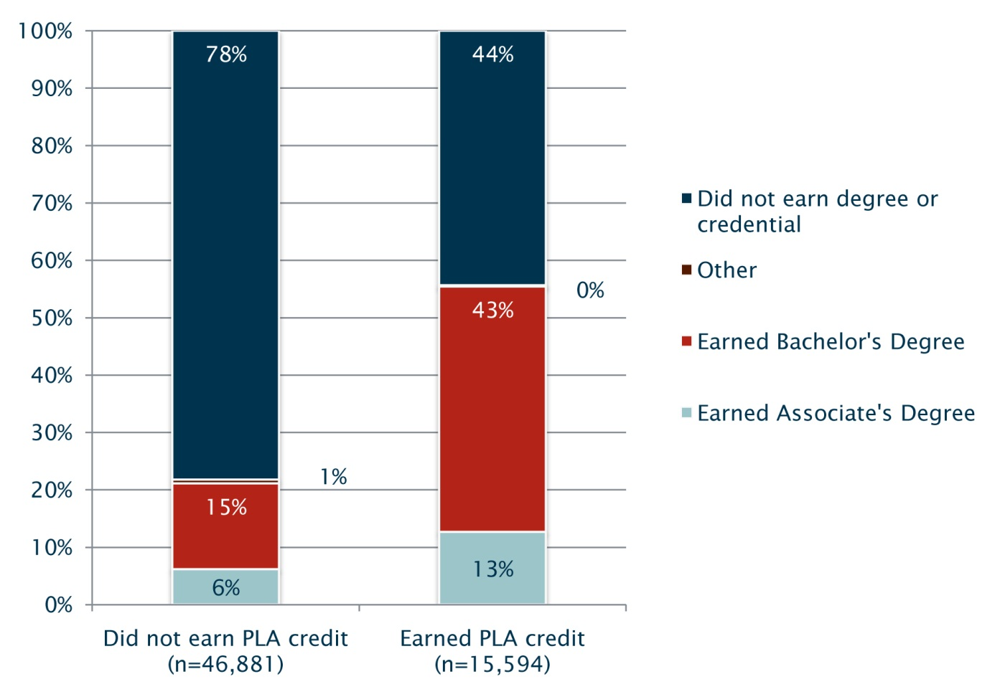 100%
90%
80%
70%
60%
50%
40%
30%
20%
10%
0%
78%
1%
15%
6%
44%
0%
43%
13%
Did not earn PLA credit
(n=46,881)
Earned PLA credit
(n=15,594)
Did not earn degree or
credential
Other
Earned Bachelor's Degree
Earned Associate's Degree